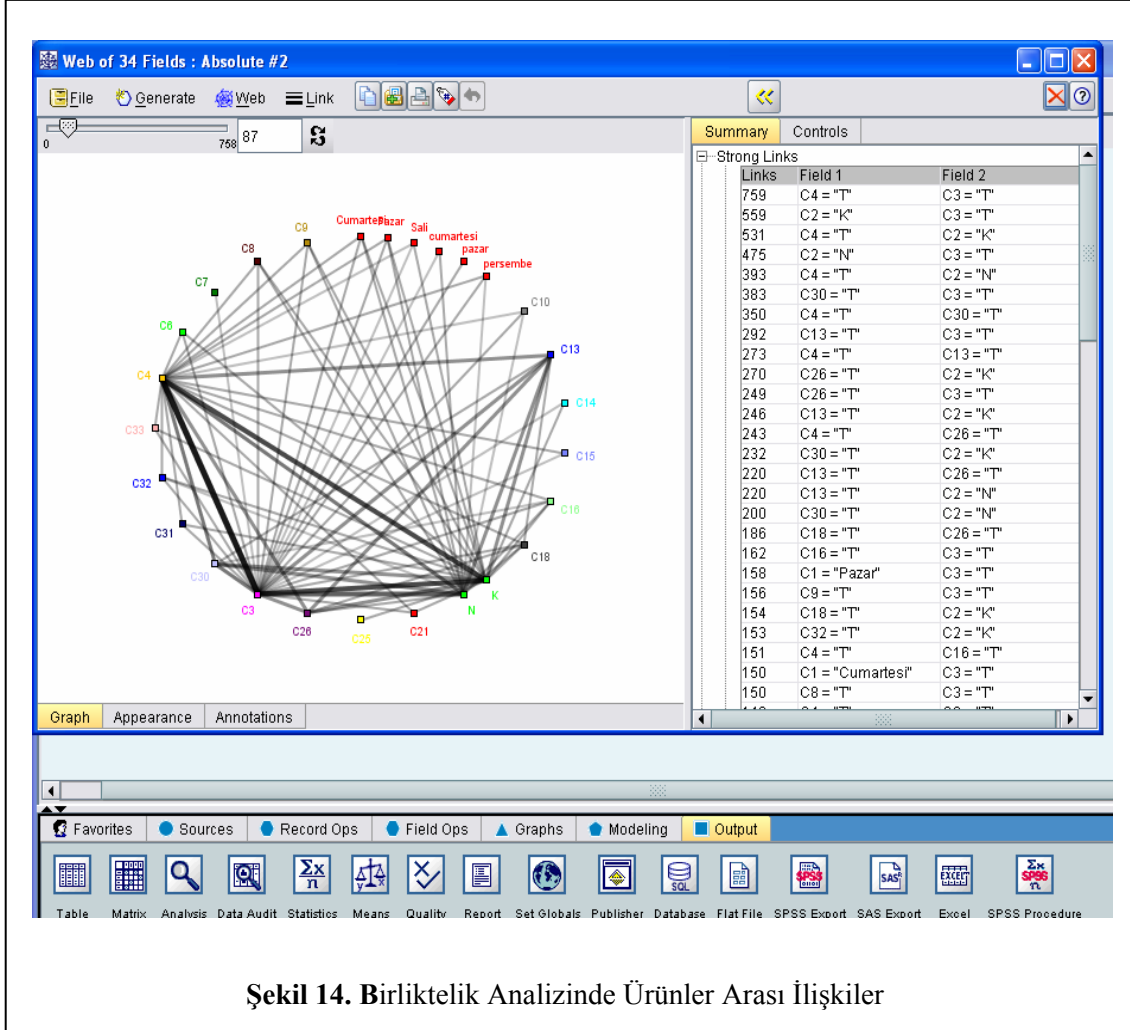 Web of 34 Fields : Absolute #2
File Generate Web Link
0 758 87
Summary Controls
Strong Links
Links Field 1 Field 2
759 C4 = "T" C3 = "T"
559 C2 = "K" C3 = "T"
531 C4 = "T" C2 = "K"
475 C2 = "N" C3 = "T"
393 C4 = "T" C2 = "N"
383 C30 = "T" C3 = "T"
350 C4 = "T" C30 = "T"
292 C13 = "T" C3 = "T"
273 C4 = "T" C13 = "T"
270 C26 = "T" C2 = "K"
249 C26 = "T" C3 = "T"
246 C13 = "T" C2 = "K"
243 C4 = "T" C26 = "T"
232 C30 = "T" C2 = "K"
220 C13 = "T" C26 = "T"
220 C13 = "T" C2 = "N"
200 C30 = "T" C2 = "N"
186 C18 = "T" C26 = "T"
162 C16 = "T" C3 = "T"
158 C1 = "Pazar" C3 = "T"
156 C9 = "T" C3 = "T"
154 C18 = "T" C2 = "K"
153 C32 = "T" C2 = "K"
151 C4 = "T" C16 = "T"
150 C1 = "Cumartesi" C3 = "T"
150 C8 = "T" C3 = "T"
Cumartesi Pazar Sali
C9
cumartesi
C8
pazar
persembe
C7
C10
C6
C13
C4
C14
C33
C15
C32
C16
C31
C18
C30
K
C3
N
C26
C25
C21
Graph Appearance Annotations
Favorites Sources Record Ops Field Ops Graphs Modeling Output
Σx n x y SQL SPSS SAS EXCEL Σx SPSS n
Table Matrix Analysis Data Audit Statistics Means Quality Report Set Globals Publisher Database Flat File SPSS Export SAS Export Excel SPSS Procedure
Şekil 14. Birliktelik Analizinde Ürünler Arası İlişkiler